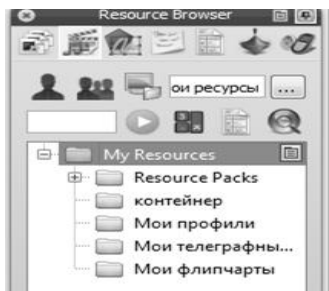 Resource Browser
ои ресурсы ...
My Resources
Resource Packs
контейнер
Мои профили
Мои телеграфны...
Мои флипчарты